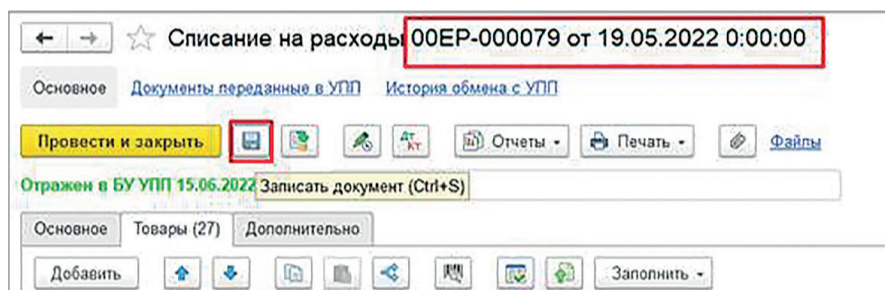 Списание на расходы 00ЕР-000079 от 19.05.2022 0:00:00
Основное Документы переданные в УПП История обмена с УПП
Провести и закрыть Дт Кт Отчеты Печать Файлы
Отражен в БУ УПП 15.06.2022 Записать документ (Ctrl+S)
Основное Товары (27) Дополнительно
Добавить Заполнить